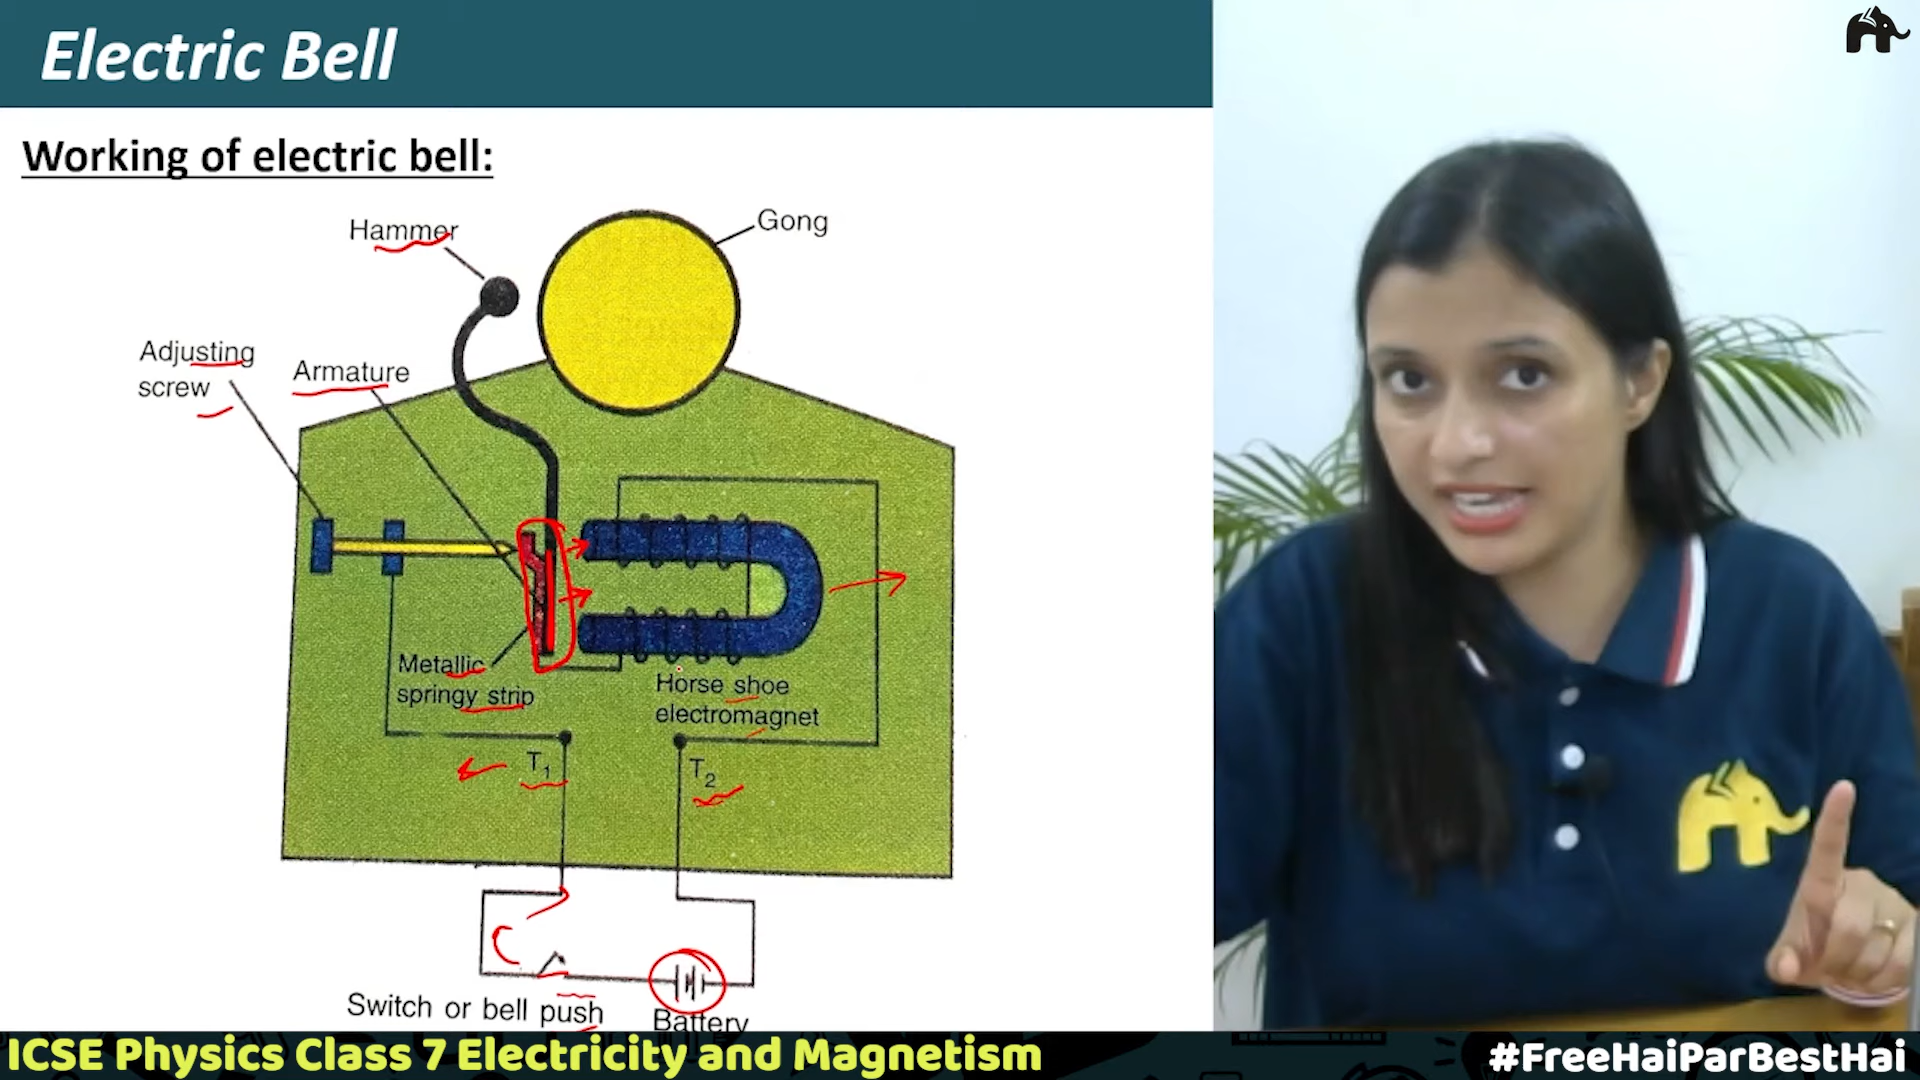 Electric Bell
Working of electric bell:
Hammer
Gong
Adjusting
screw
Armature
Metallic
springy strip
Horse shoe
electromagnet
T1
T2
Switch or bell push
Battery
ICSE Physics Class 7 Electricity and Magnetism
#FreeHaiParBestHai